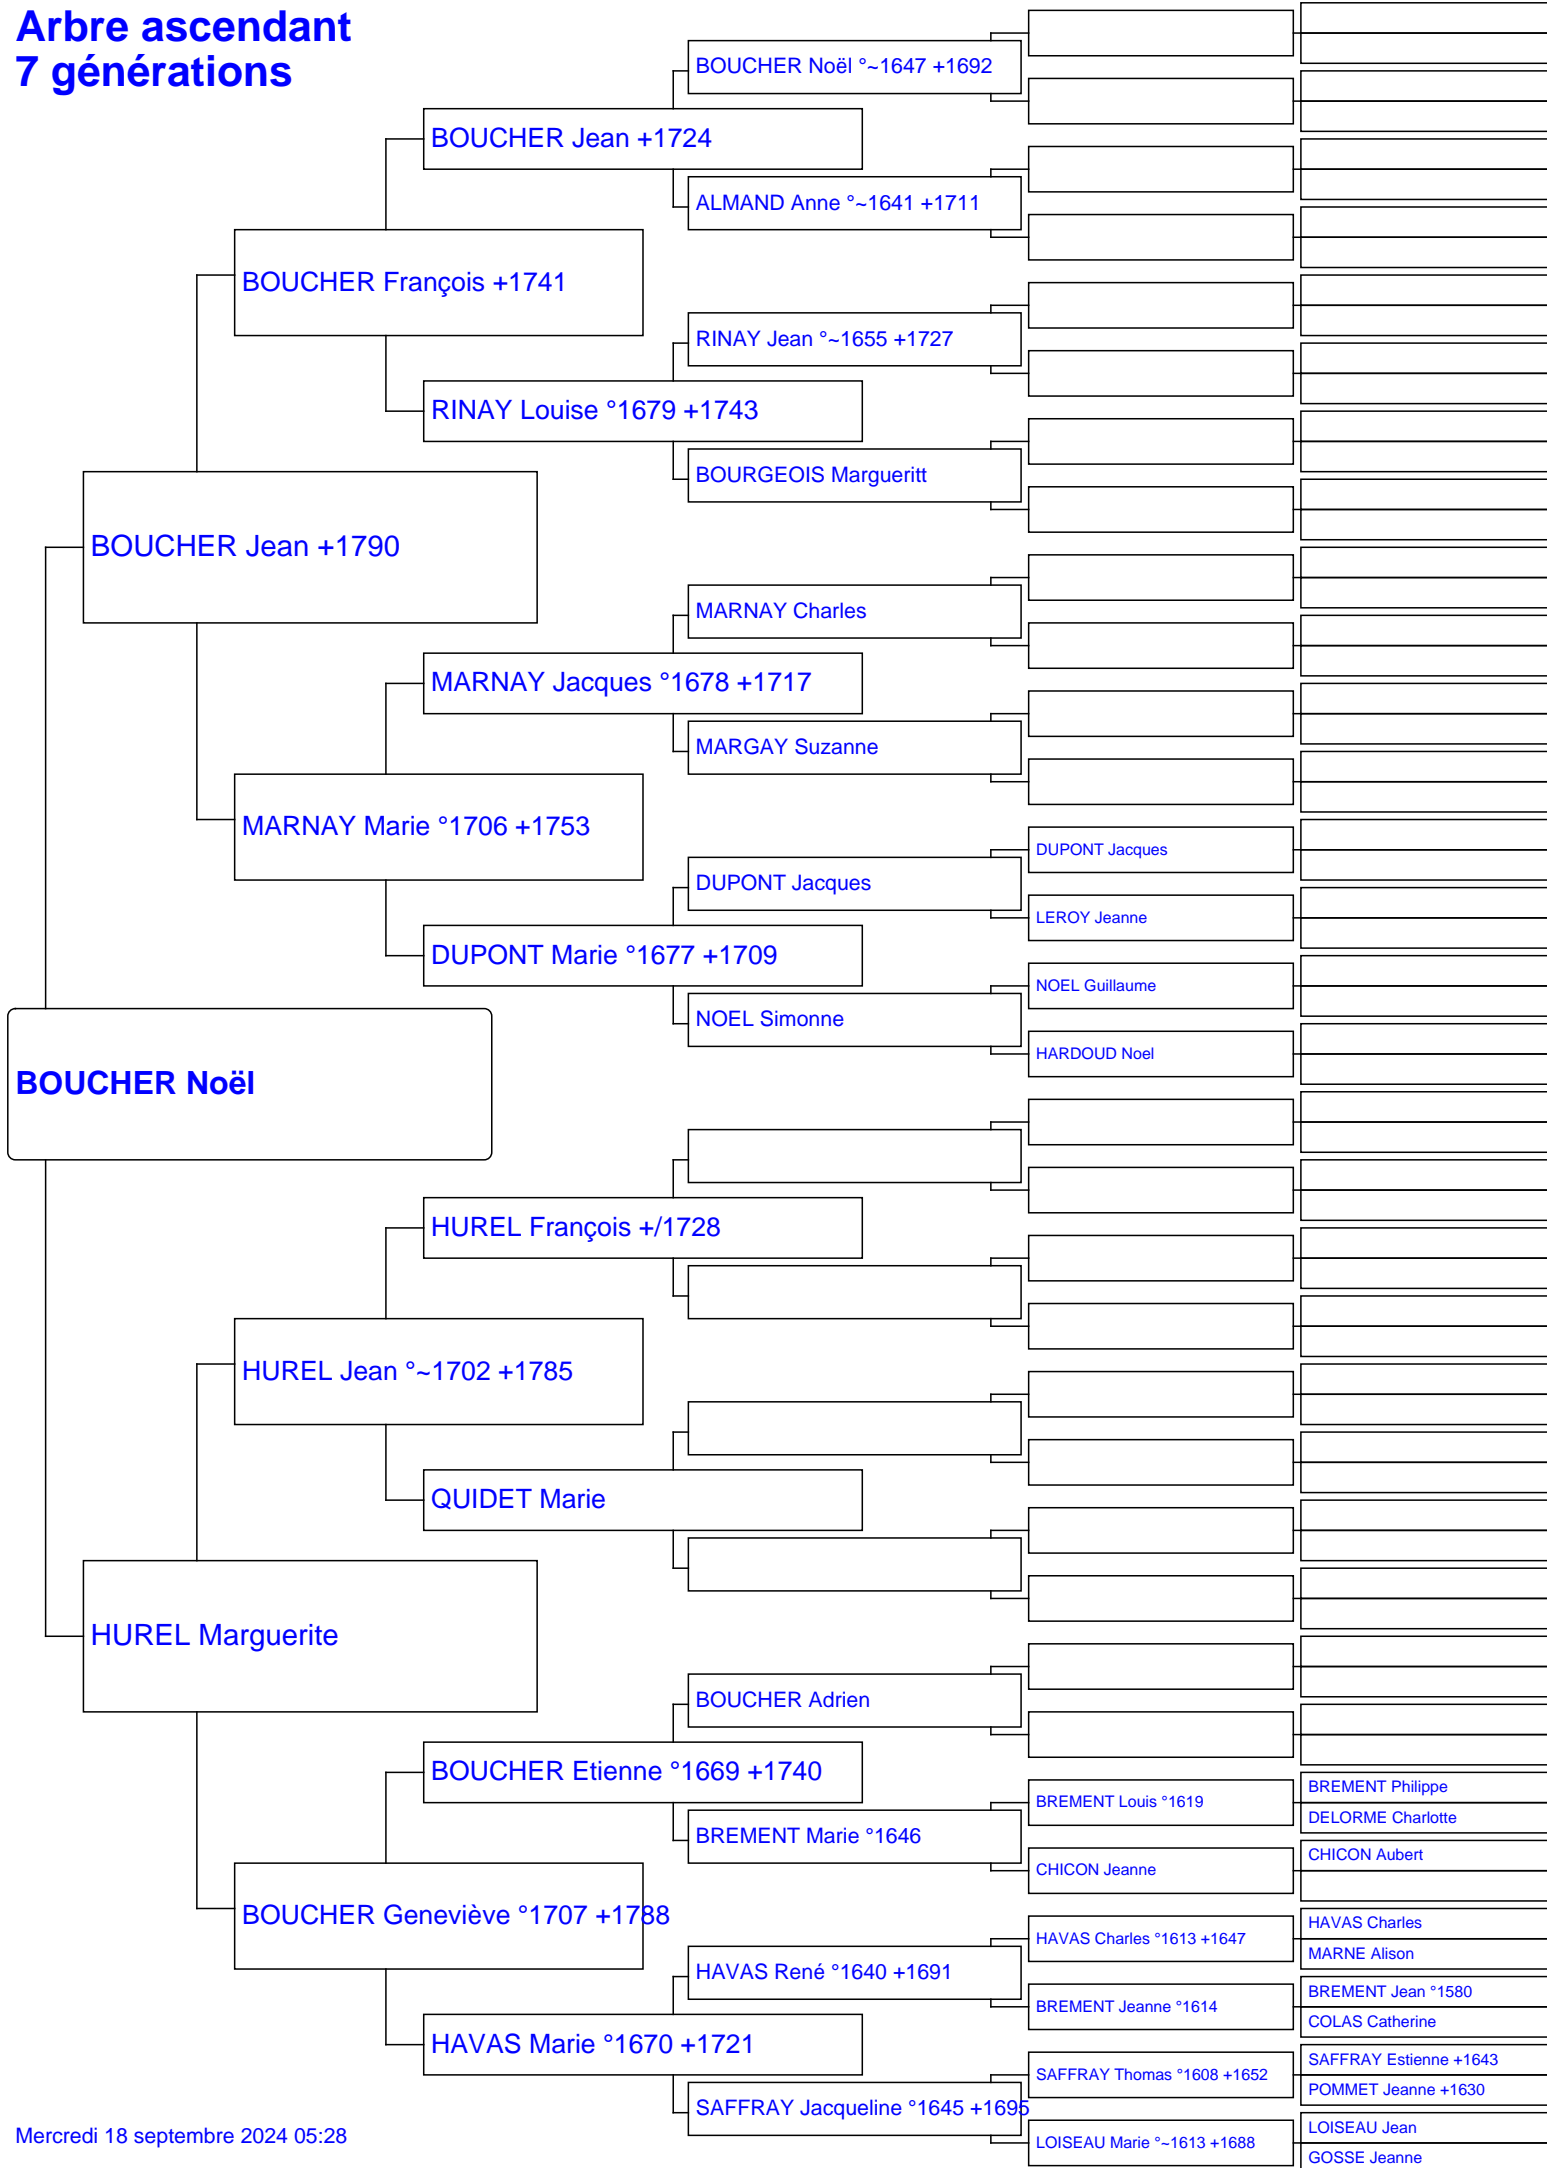 Arbre ascendant
7 générations
BOUCHER Noël °~1647 +1692
BOUCHER Jean +1724
ALMAND Anne °~1641 +1711
BOUCHER François +1741
RINAY Jean °~1655 +1727
RINAY Louise °1679 +1743
BOURGEOIS Margueritt
BOUCHER Jean +1790
MARNAY Charles
MARNAY Jacques °1678 +1717
MARGAY Suzanne
MARNAY Marie °1706 +1753
DUPONT Jacques
DUPONT Jacques
LEROY Jeanne
DUPONT Marie °1677 +1709
NOEL Guillaume
NOEL Simonne
HARDOUD Noel
BOUCHER Noël
HUREL François +/1728
HUREL Jean °~1702 +1785
QUIDET Marie
HUREL Marguerite
BOUCHER Adrien
BOUCHER Etienne °1669 +1740
BREMENT Philippe
BREMENT Louis °1619
DELORME Charlotte
BREMENT Marie °1646
CHICON Aubert
CHICON Jeanne
BOUCHER Geneviève °1707 +1788
HAVAS Charles
HAVAS Charles °1613 +1647
MARNE Alison
HAVAS René °1640 +1691
BREMENT Jean °1580
BREMENT Jeanne °1614
COLAS Catherine
HAVAS Marie °1670 +1721
SAFFRAY Estienne +1643
SAFFRAY Thomas °1608 +1652
POMMET Jeanne +1630
SAFFRAY Jacqueline °1645 +1695
LOISEAU Jean
LOISEAU Marie °~1613 +1688
GOSSE Jeanne
Mercredi 18 septembre 2024 05:28